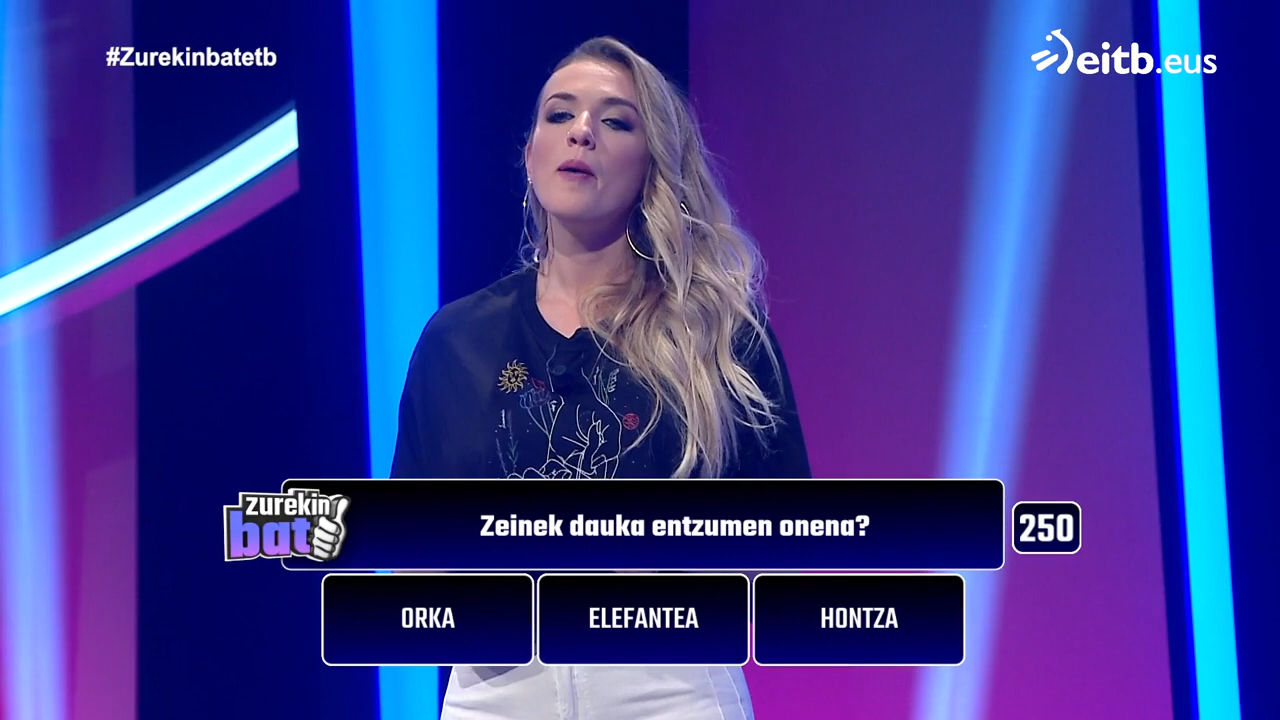 #Zurekinbatetb
eitb.eus
zurekin
bat
Zeinek dauka entzumen onena?
250
ORKA
ELEFANTEA
HONTZA